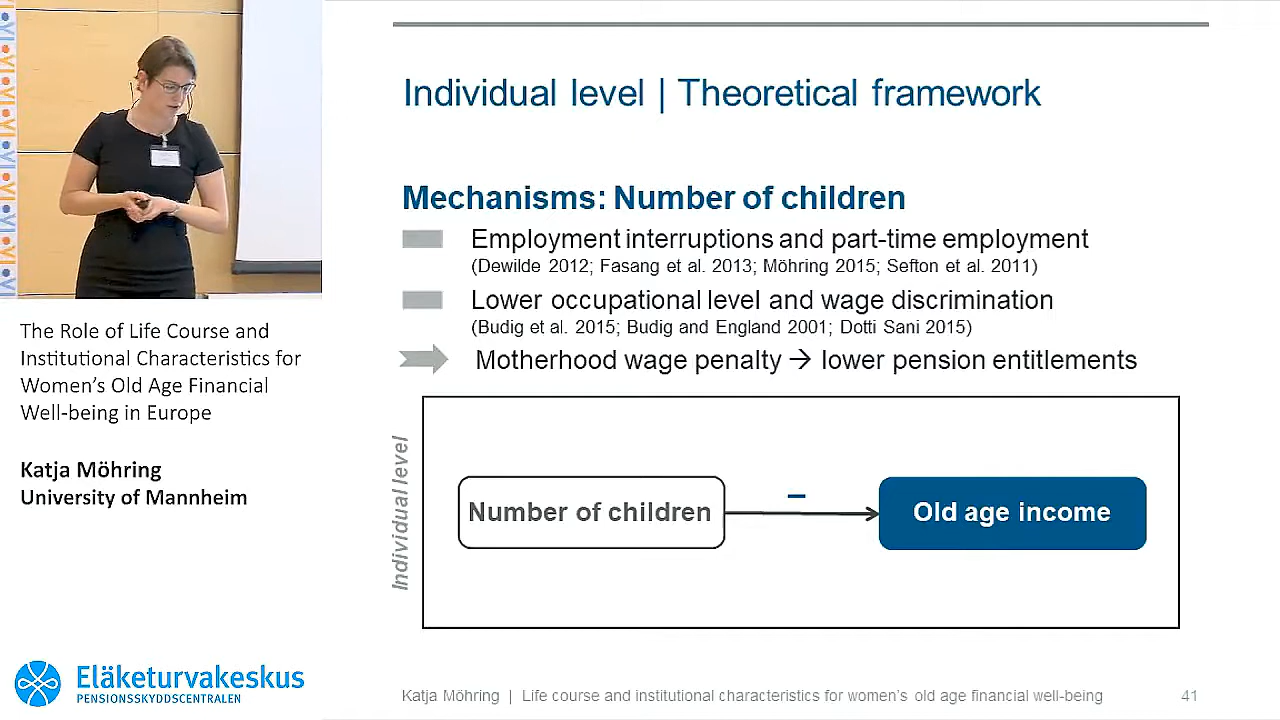 Individual level | Theoretical framework
Mechanisms: Number of children
Employment interruptions and part-time employment
(Dewilde 2012; Fasang et al. 2013; Möhring 2015; Sefton et al. 2011)
Lower occupational level and wage discrimination
(Budig et al. 2015; Budig and England 2001; Dotti Sani 2015)
Motherhood wage penalty → lower pension entitlements
Individual level
Number of children
–
Old age income
The Role of Life Course and
Institutional Characteristics for
Women's Old Age Financial
Well-being in Europe
Katja Möhring
University of Mannheim
Eläketurvakeskus
PENSIONSSKYDDSCENTRALEN
Katja Möhring | Life course and institutional characteristics for women's old age financial well-being
41